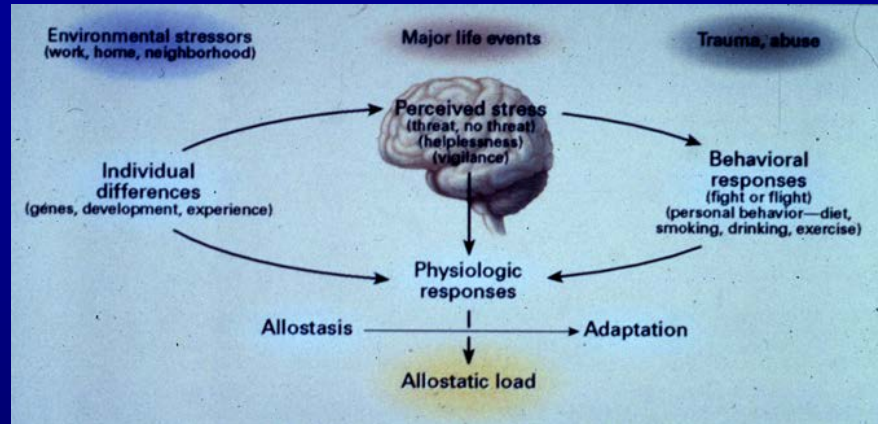 Environmental stressors
(work, home, neighborhood)
Major life events
Trauma, abuse
Perceived stress
(threat, no threat)
(helplessness)
(vigilance)
Individual
differences
(genes, development, experience)
Behavioral
responses
(fight or flight)
(personal behavior—diet,
smoking, drinking, exercise)
Physiologic
responses
Allostasis
Adaptation
Allostatic load